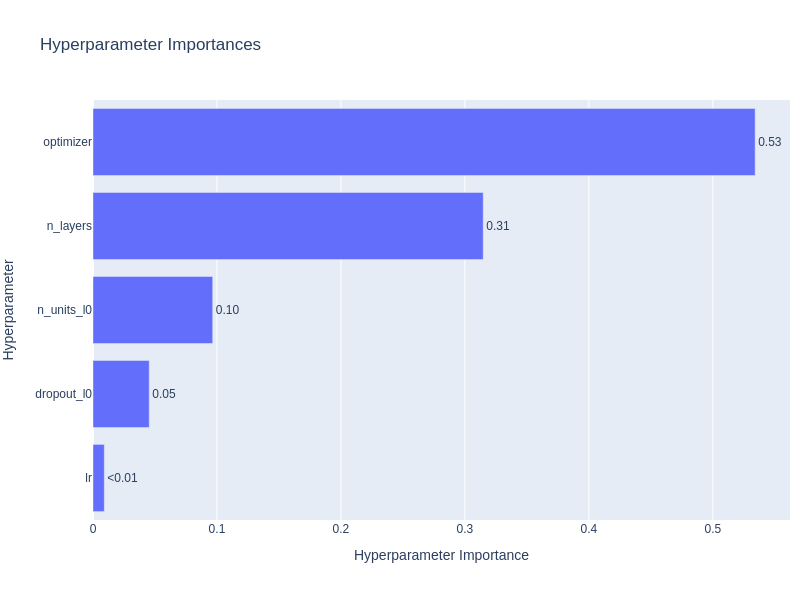 Hyperparameter Importances
Hyperparameter
optimizer
0.53
n_layers
0.31
n_units_l0
0.10
dropout_l0
0.05
lr
<0.01
0
0.1
0.2
0.3
0.4
0.5
Hyperparameter Importance